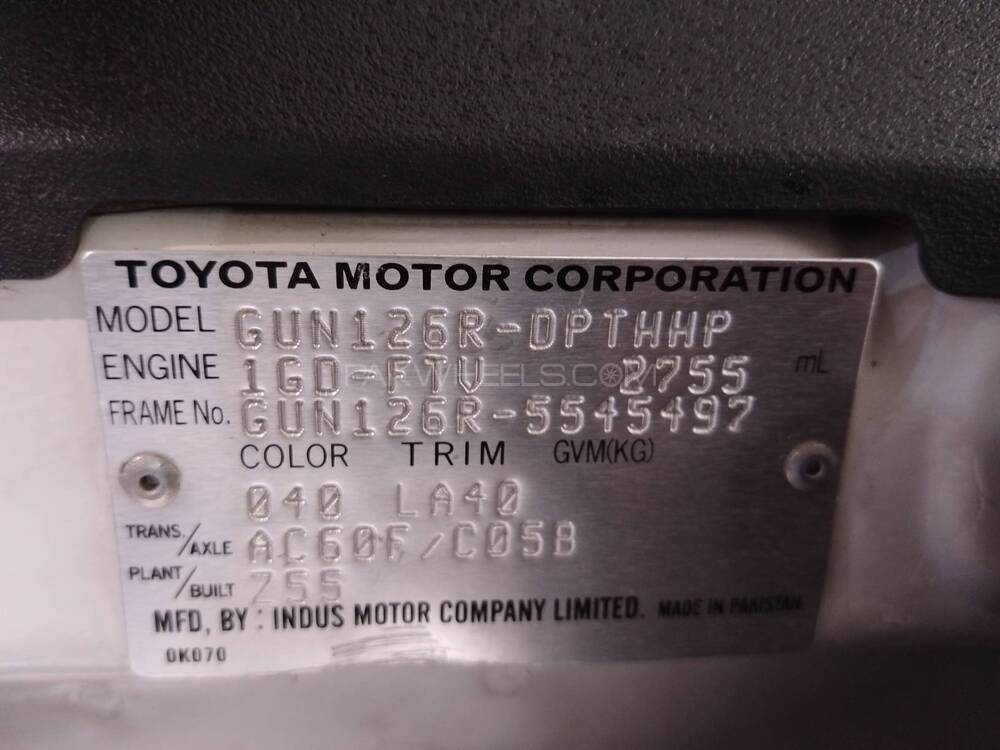 TOYOTA MOTOR CORPORATION
MODEL GUN126R-DPTHHP
ENGINE 1GD-FTV 2755 mL
PAKWHEELS.COM
FRAME No. GUN126R-5545497
COLOR TRIM GVM(KG)
040 LA40
TRANS./AXLE AC60F/C05B
PLANT/BUILT Z55
MFD, BY : INDUS MOTOR COMPANY LIMITED. MADE IN PAKISTAN
0K070